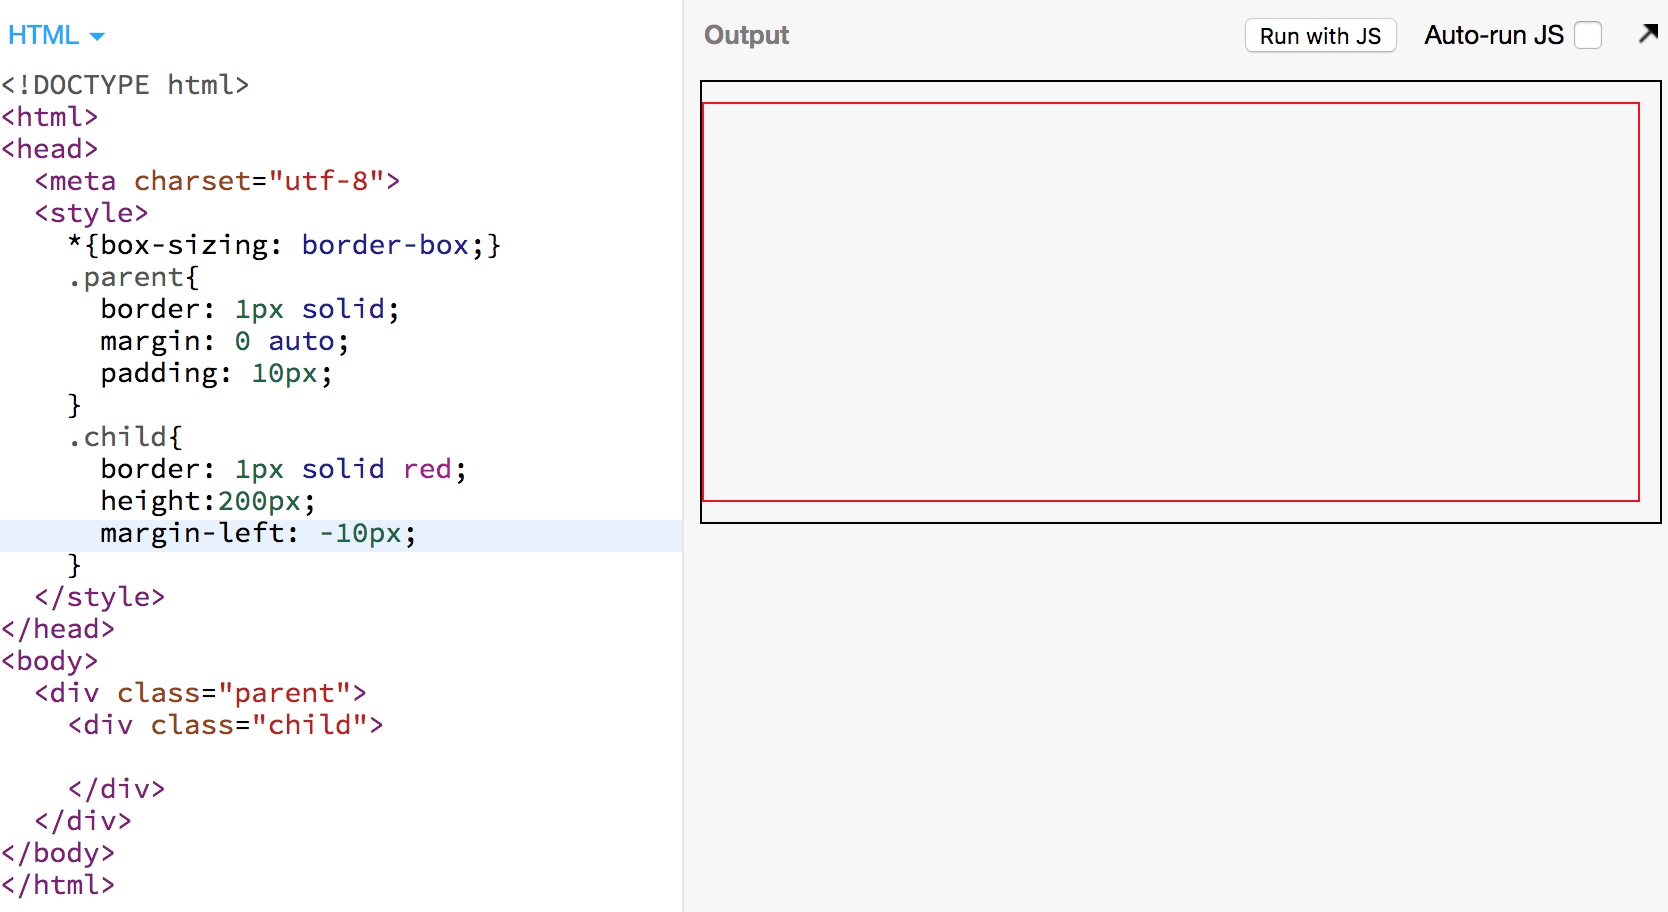 HTML
<!DOCTYPE html>
<html>
<head>
  <meta charset="utf-8">
  <style>
    *{box-sizing: border-box;}
    .parent{
      border: 1px solid;
      margin: 0 auto;
      padding: 10px;
    }
    .child{
      border: 1px solid red;
      height:200px;
      margin-left: -10px;
    }
  </style>
</head>
<body>
  <div class="parent">
    <div class="child">

    </div>
  </div>
</body>
</html>
Output
Run with JS
Auto-run JS